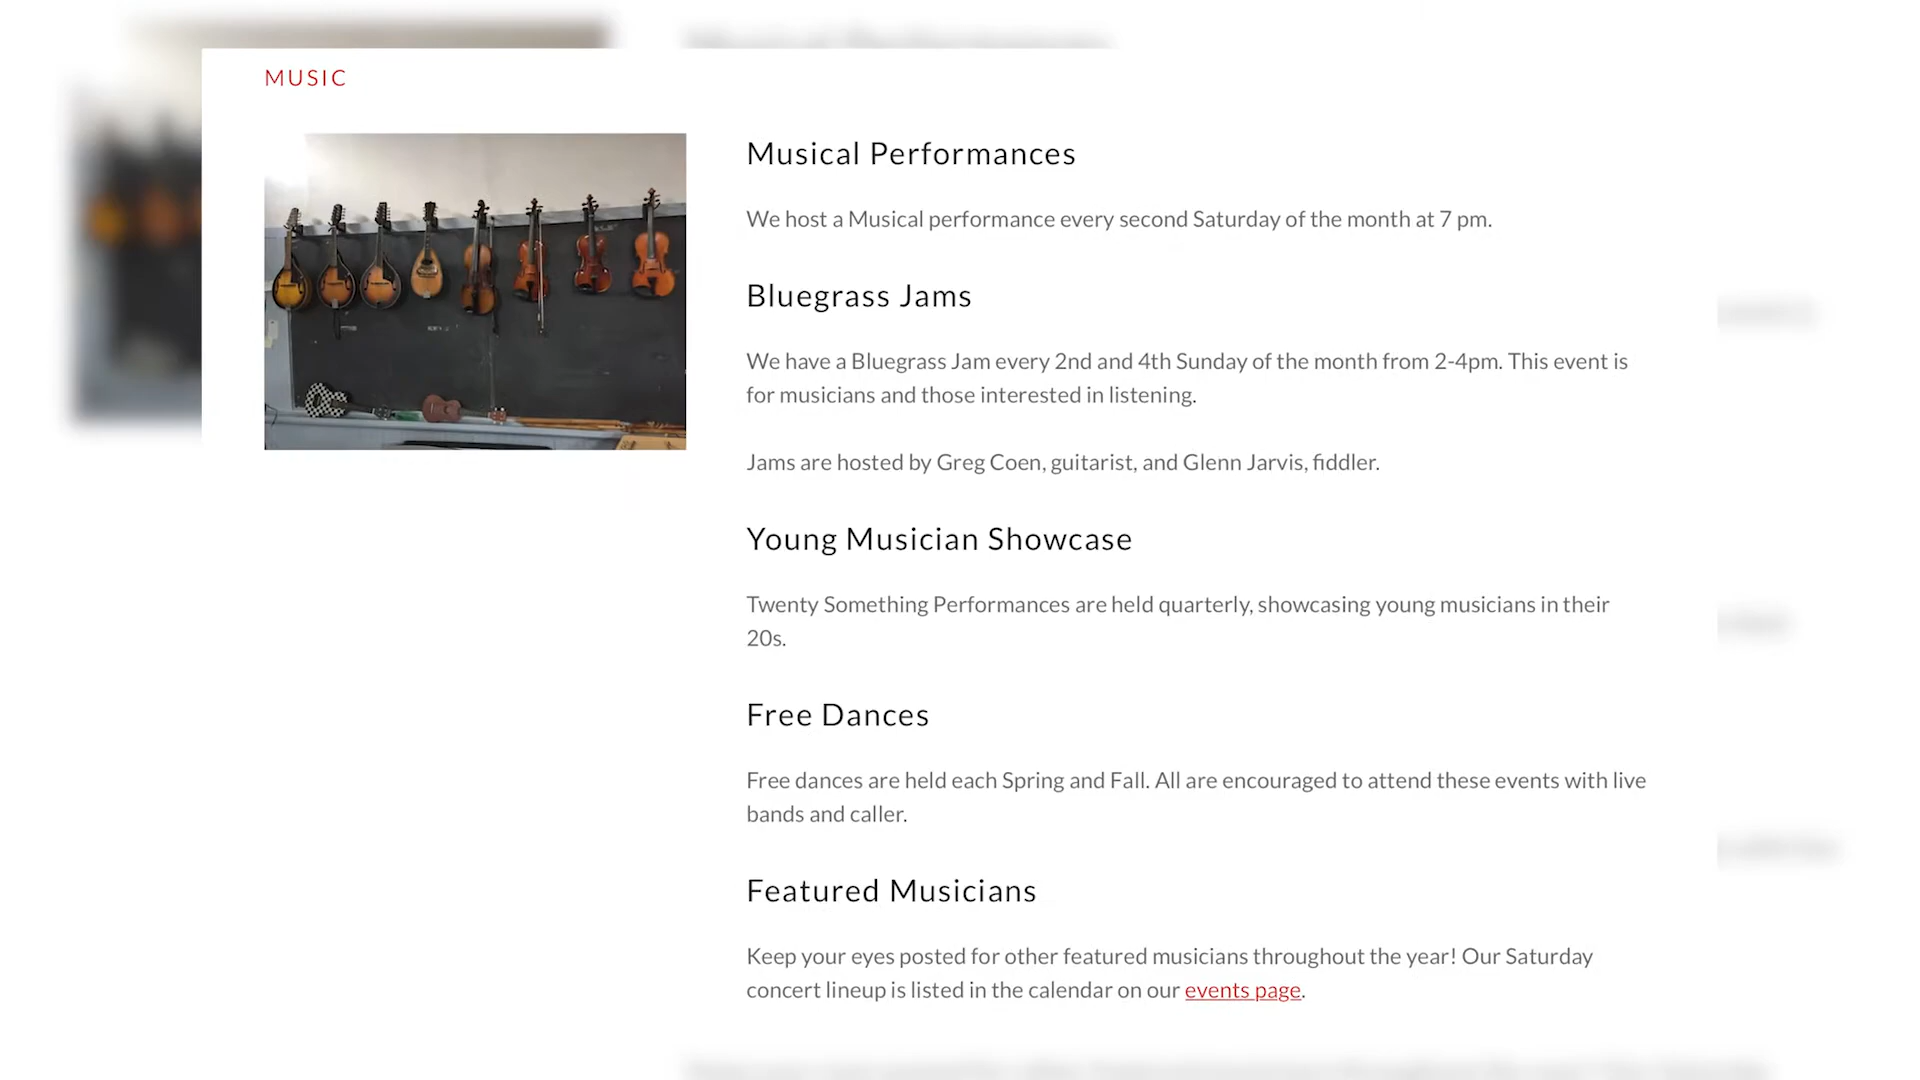 MUSIC
Musical Performances
We host a Musical performance every second Saturday of the month at 7 pm.
Bluegrass Jams
We have a Bluegrass Jam every 2nd and 4th Sunday of the month from 2-4pm. This event is
for musicians and those interested in listening.
Jams are hosted by Greg Coen, guitarist, and Glenn Jarvis, fiddler.
Young Musician Showcase
Twenty Something Performances are held quarterly, showcasing young musicians in their
20s.
Free Dances
Free dances are held each Spring and Fall. All are encouraged to attend these events with live
bands and caller.
Featured Musicians
Keep your eyes posted for other featured musicians throughout the year! Our Saturday
concert lineup is listed in the calendar on our events page.